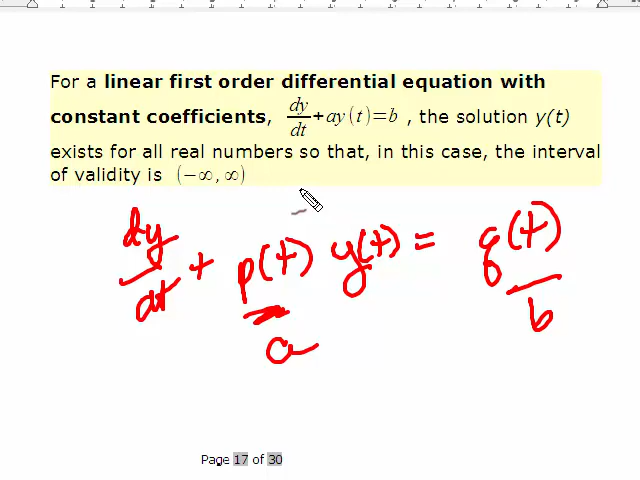 For a linear first order differential equation with
constant coefficients, dy/dt+ay(t)=b , the solution y(t)
exists for all real numbers so that, in this case, the interval
of validity is (−∞,∞)
dy/dt + p(t) y(t) = q(t)
a b
Page 17 of 30